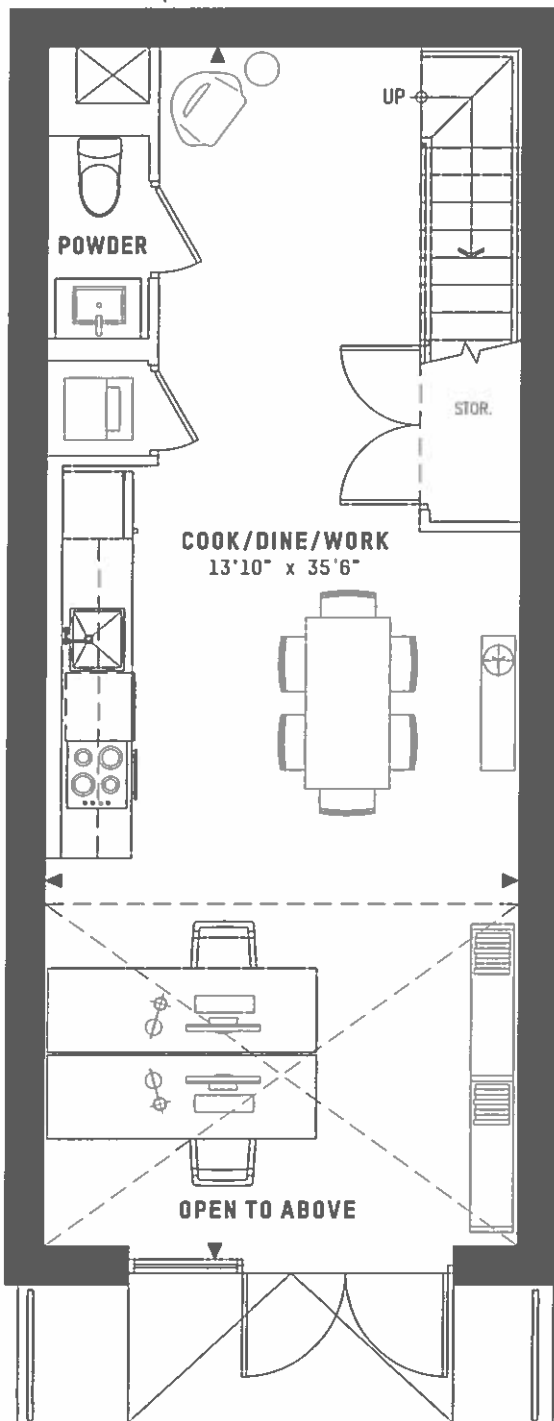 UP
POWDER
STOR.
COOK/DINE/WORK
13'10" x 35'6"
OPEN TO ABOVE